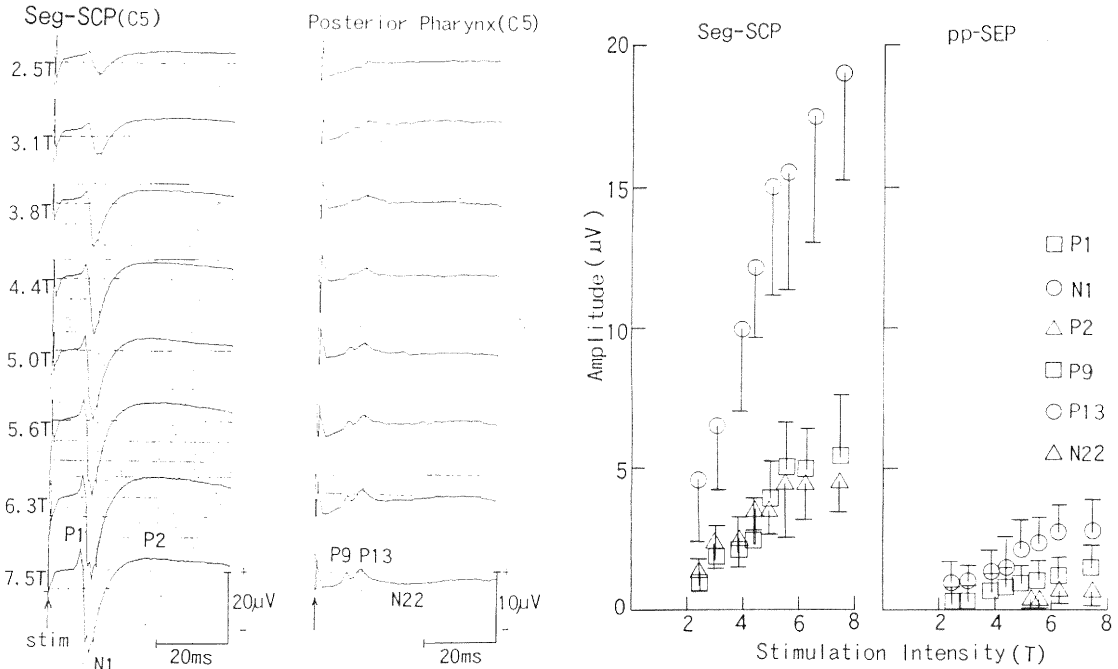 Seg-SCP(C5)
Posterior Pharynx(C5)
2.5T
3.1T
3.8T
4.4T
5.0T
5.6T
6.3T
7.5T
P1
P2
N1
stim
20μV
+
-
20ms
P9 P13
N22
10μV
+
-
20ms
Seg-SCP
pp-SEP
20
15
10
5
0
Amplitude(μV)
P1
N1
P2
P9
P13
N22
2 4 6 8
2 4 6 8
Stimulation Intensity(T)